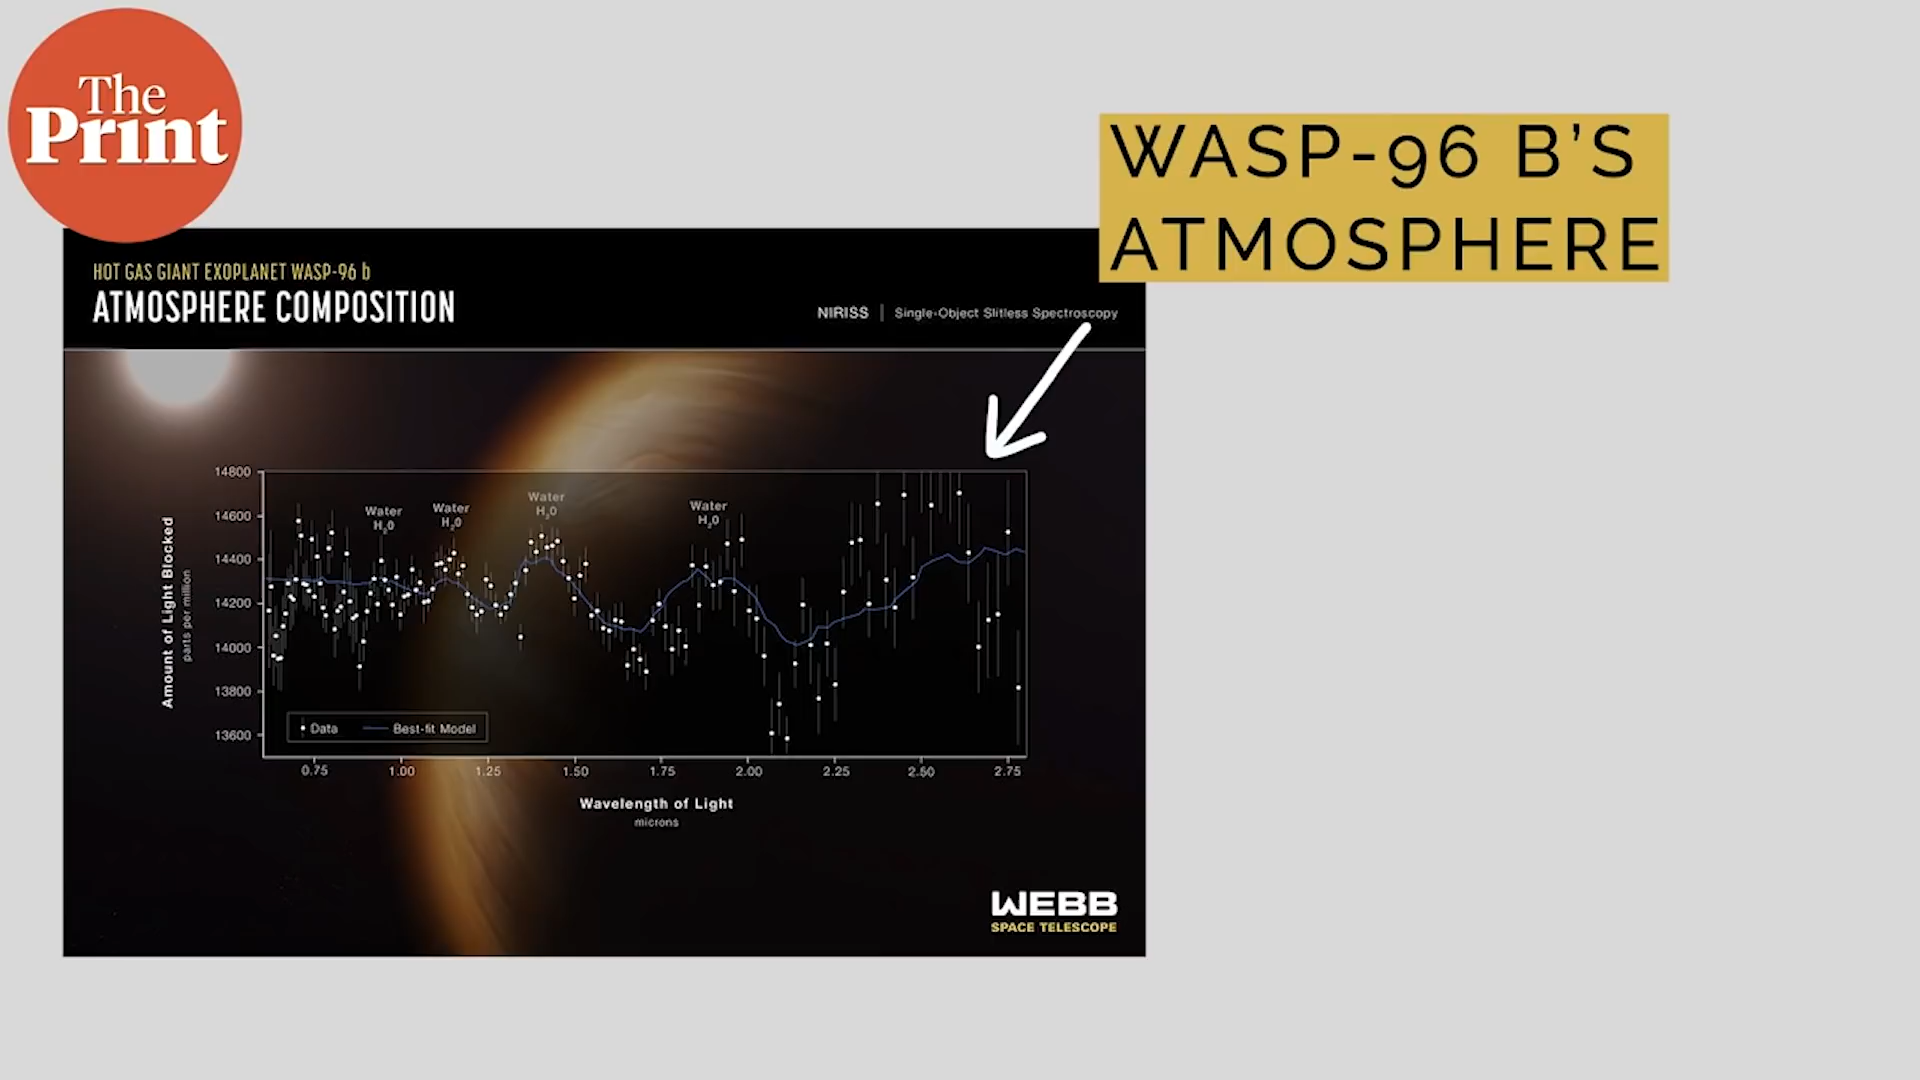 The
Print
WASP-96 B’S
ATMOSPHERE
HOT GAS GIANT EXOPLANET WASP-96 b
ATMOSPHERE COMPOSITION
NIRISS | Single-Object Slitless Spectroscopy
Amount of Light Blocked
parts per million
14800
14600
14400
14200
14000
13800
13600
Water
H₂O
Water
H₂O
Water
H₂O
Water
H₂O
Data
Best-fit Model
0.75 1.00 1.25 1.50 1.75 2.00 2.25 2.50 2.75
Wavelength of Light
microns
WEBB
SPACE TELESCOPE